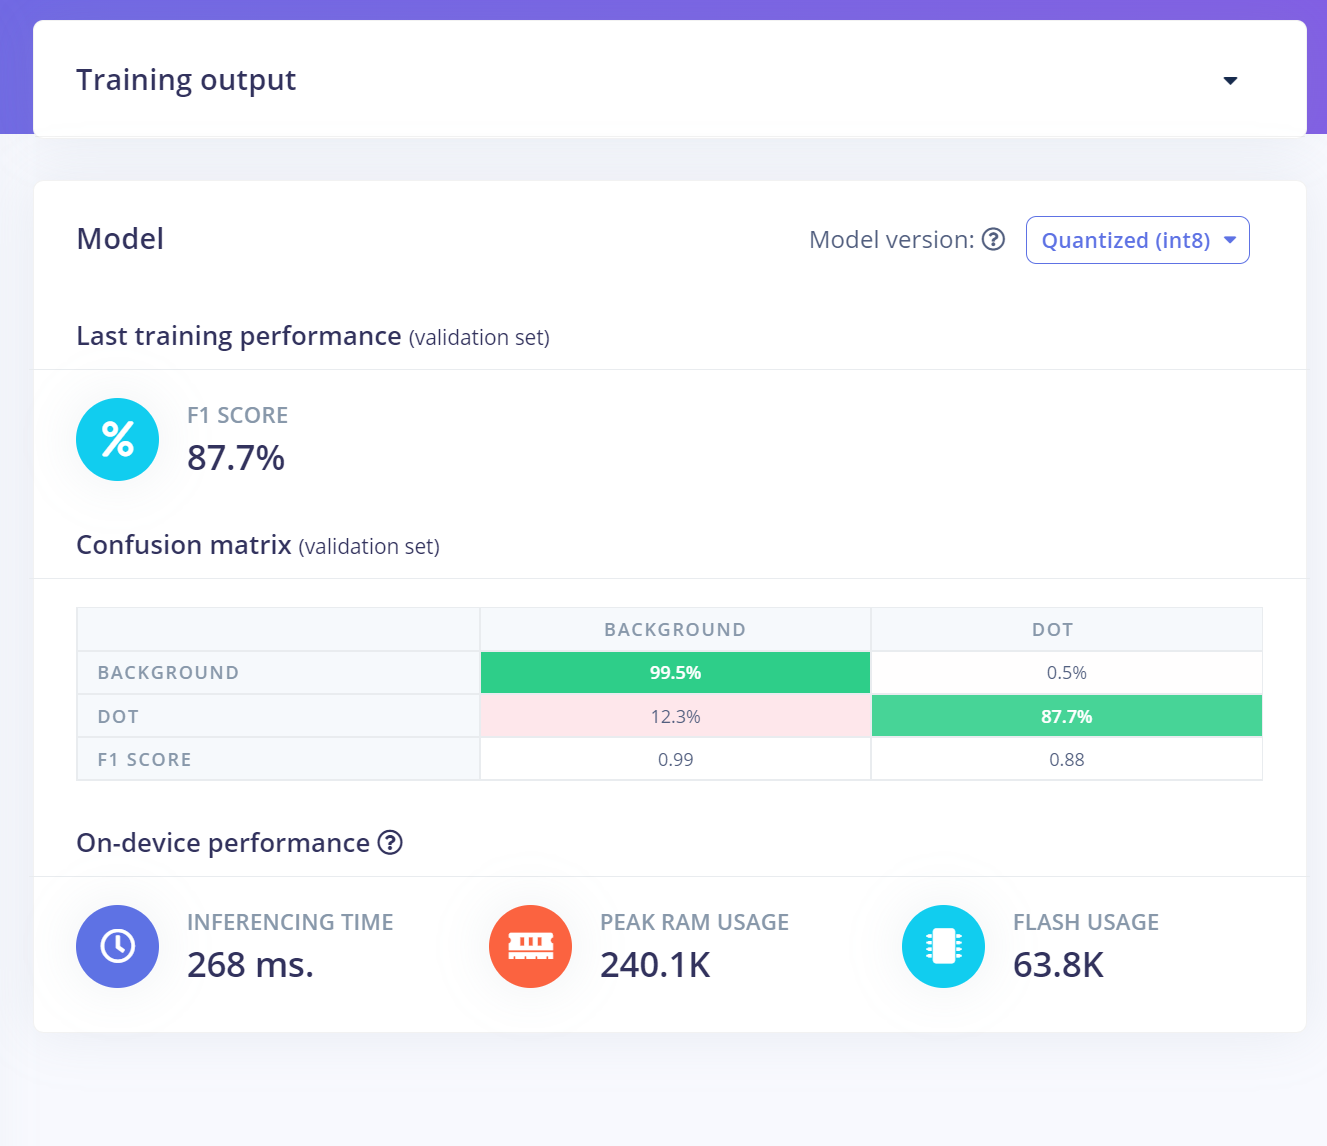 Training output
Model
Model version: ? Quantized (int8)
Last training performance (validation set)
% F1 SCORE
87.7%
Confusion matrix (validation set)
BACKGROUND DOT
BACKGROUND 99.5% 0.5%
DOT 12.3% 87.7%
F1 SCORE 0.99 0.88
On-device performance ?
INFERENCING TIME PEAK RAM USAGE FLASH USAGE
268 ms. 240.1K 63.8K